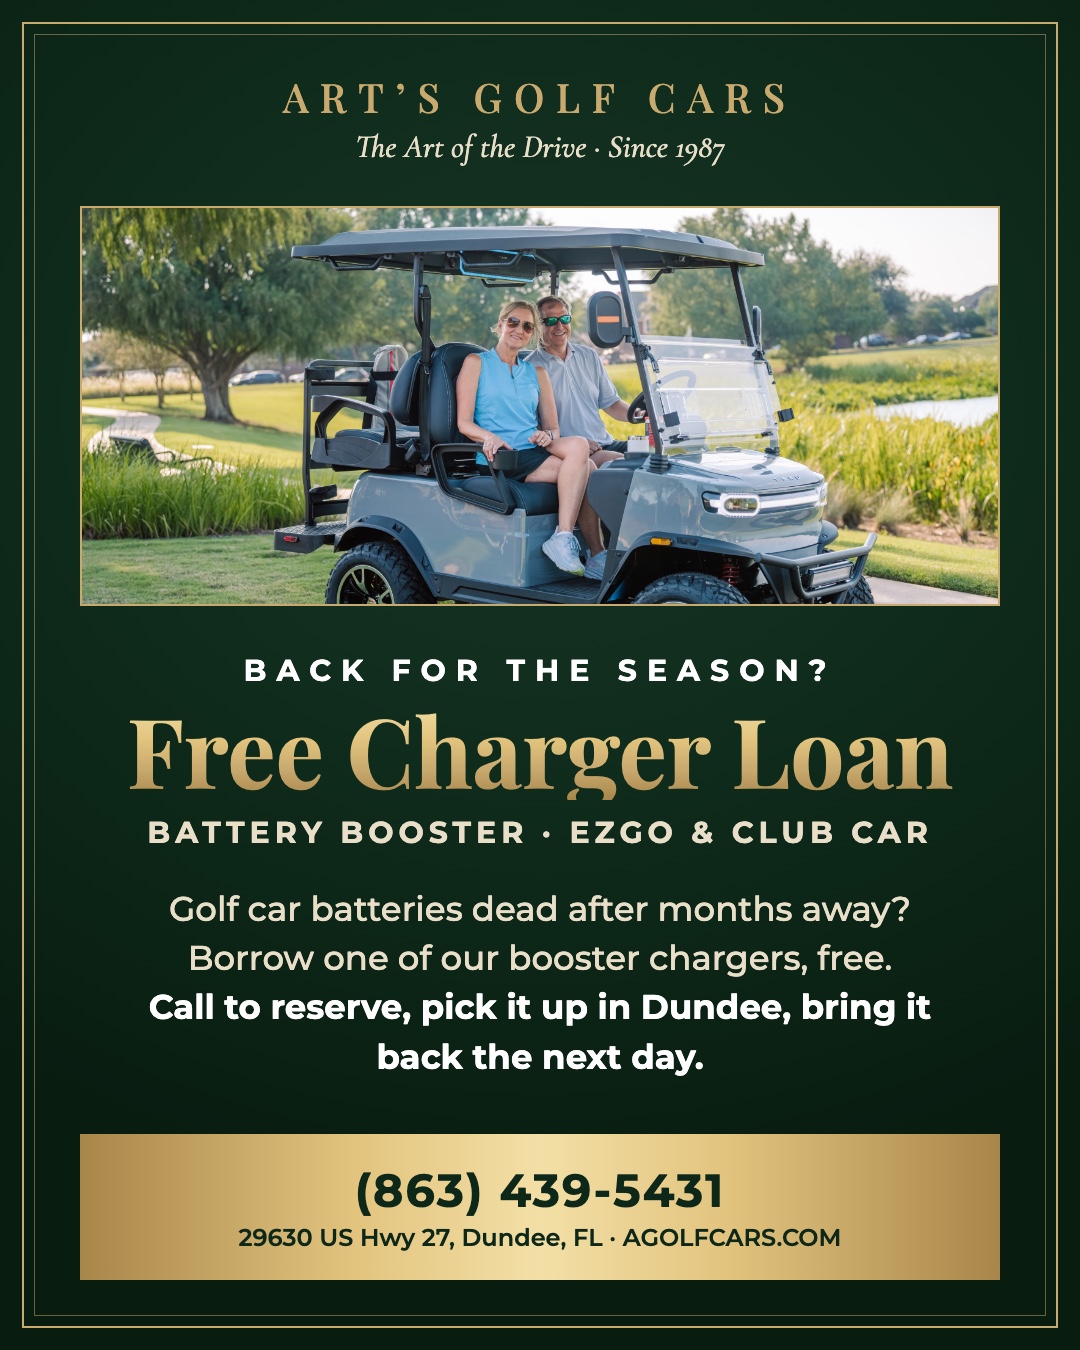 ART’S GOLF CARS
The Art of the Drive · Since 1987
BACK FOR THE SEASON?
Free Charger Loan
BATTERY BOOSTER · EZGO & CLUB CAR
Golf car batteries dead after months away?
Borrow one of our booster chargers, free.
Call to reserve, pick it up in Dundee, bring it
back the next day.
(863) 439-5431
29630 US Hwy 27, Dundee, FL · AGOLFCARS.COM